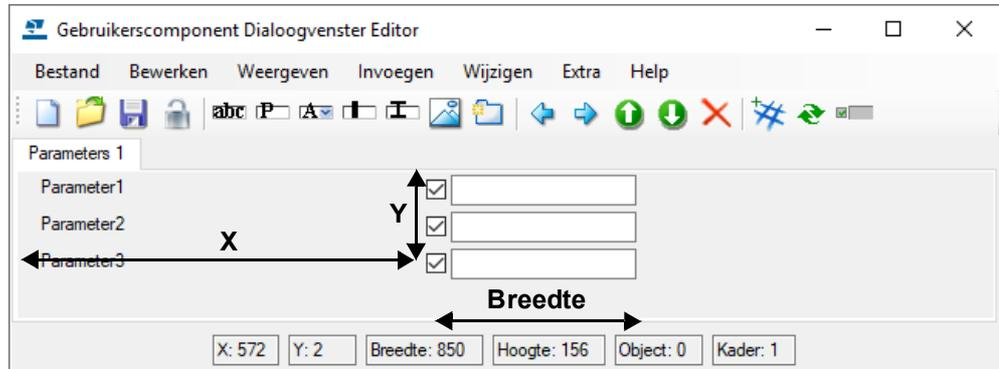 Gebruikerscomponent Dialoogvenster Editor
Bestand Bewerken Weergeven Invoegen Wijzigen Extra Help
abc P A
Parameters 1
Parameter1
Y
Parameter2
X
Parameter3
Breedte
X: 572 Y: 2 Breedte: 850 Hoogte: 156 Object: 0 Kader: 1